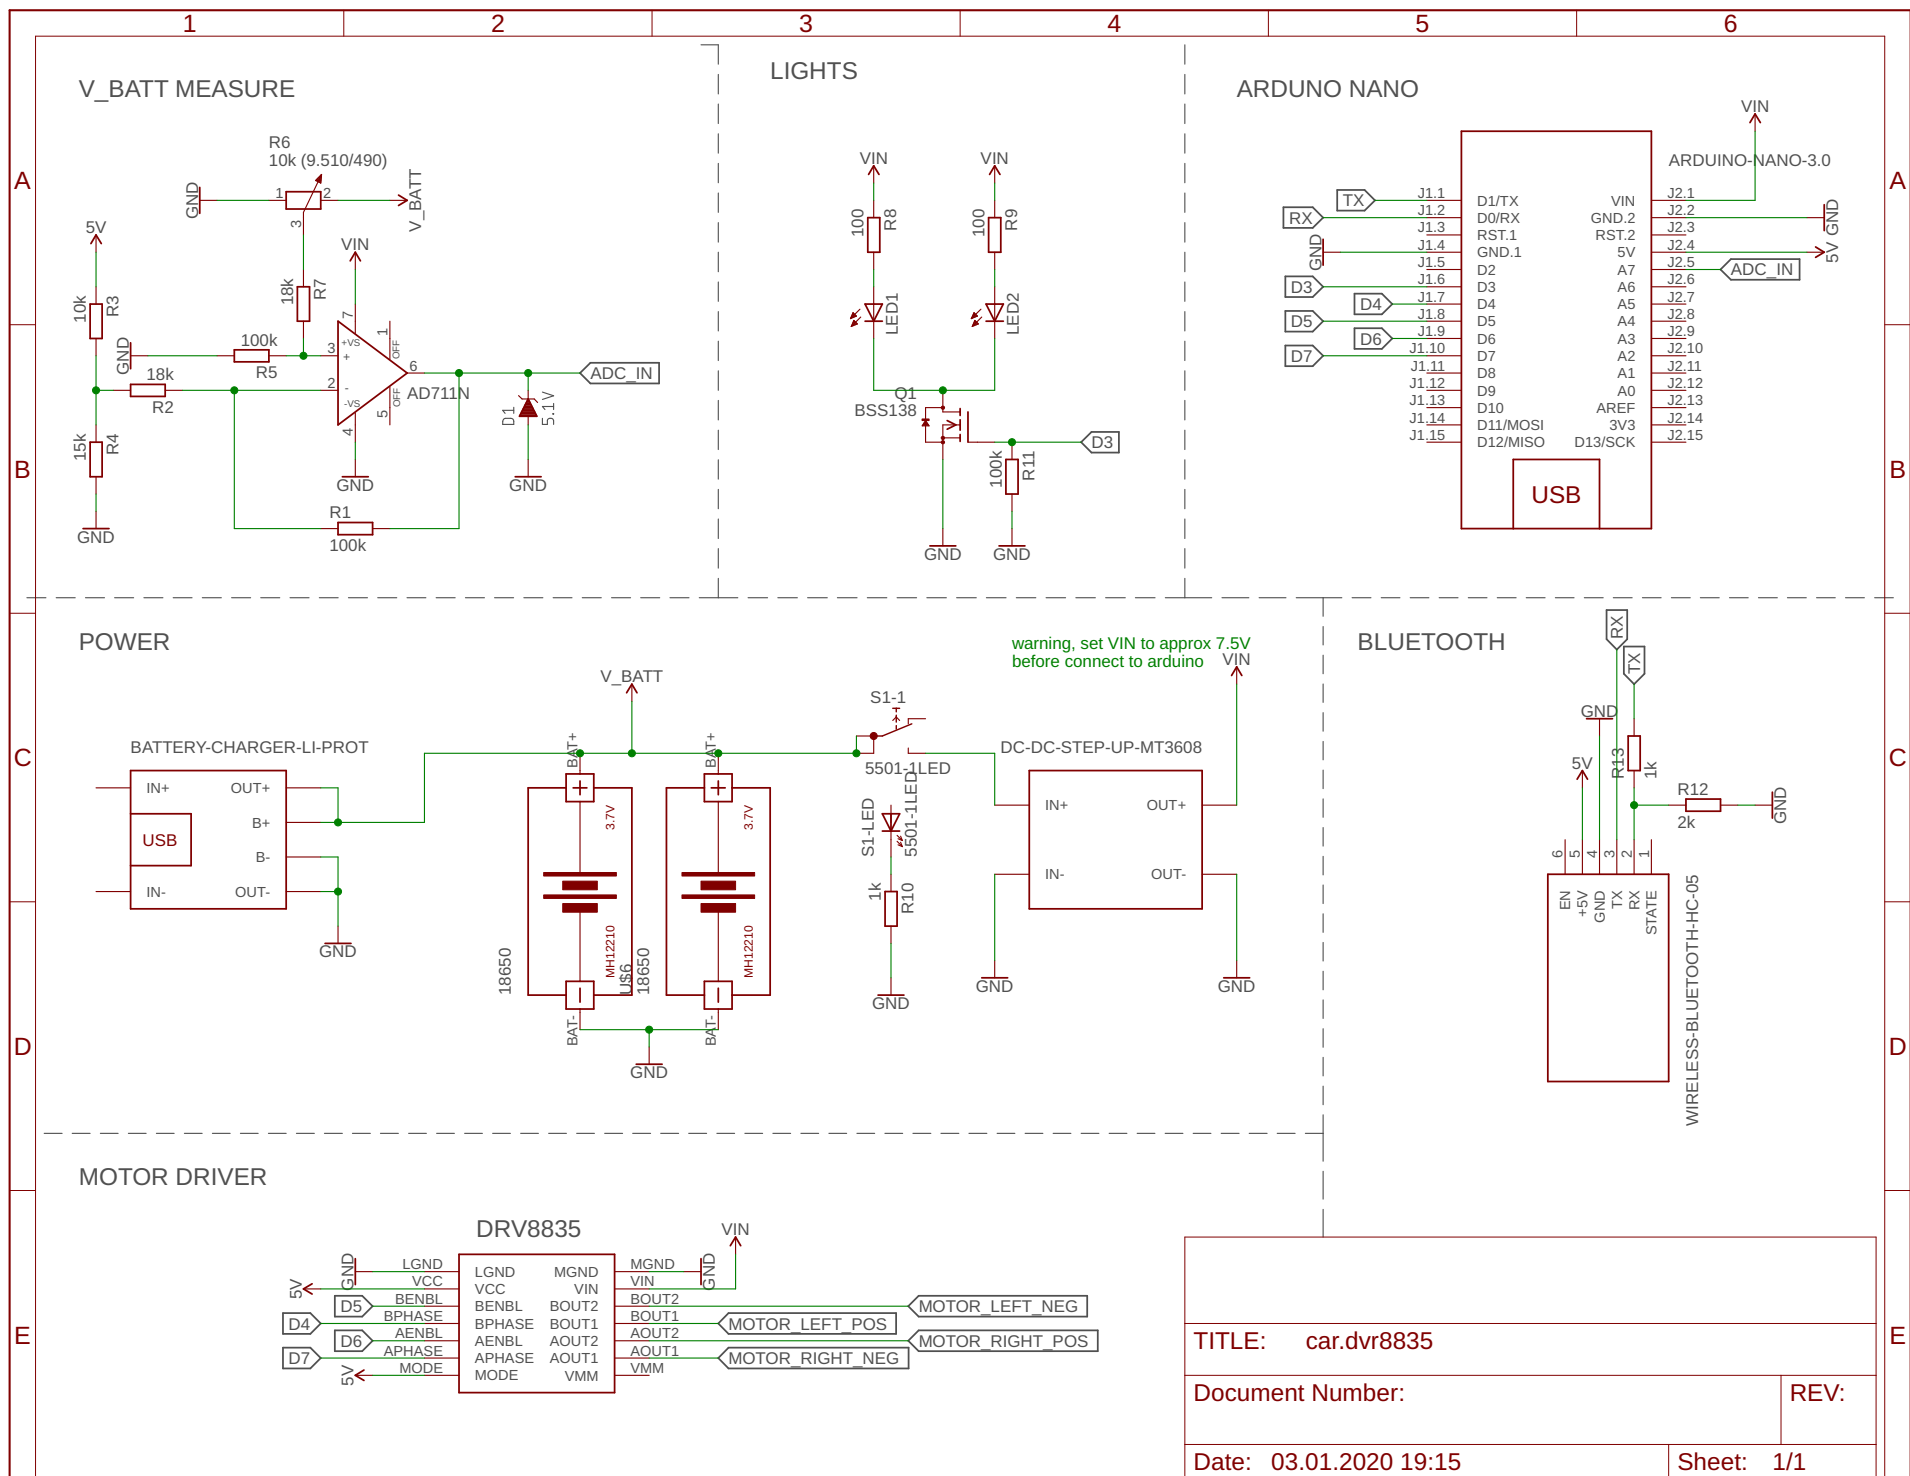 1 2 3 4 5 6
A
B
C
D
E
A
B
C
D
E
V_BATT MEASURE
R6
10k (9.510/490)
GND
1
2
3
V_BATT
5V
VIN
10k
R3
18k
R7
GND
100k
R5
18k
R2
15k
R4
GND
3
2
7
4
1
5
6
+VS
+
-
-VS
OFF
OFF
AD711N
GND
R1
100k
D1
5.1V
GND
ADC_IN
LIGHTS
VIN
VIN
100
R8
100
R9
LED1
LED2
Q1
BSS138
D3
100k
R11
GND
GND
ARDUNO NANO
VIN
ARDUINO-NANO-3.0
TX
RX
GND
D3
D4
D5
D6
D7
J1.1 D1/TX
J1.2 D0/RX
J1.3 RST.1
J1.4 GND.1
J1.5 D2
J1.6 D3
J1.7 D4
J1.8 D5
J1.9 D6
J1.10 D7
J1.11 D8
J1.12 D9
J1.13 D10
J1.14 D11/MOSI
J1.15 D12/MISO
VIN J2.1
GND.2 J2.2
RST.2 J2.3
5V J2.4
A7 J2.5
A6 J2.6
A5 J2.7
A4 J2.8
A3 J2.9
A2 J2.10
A1 J2.11
A0 J2.12
AREF J2.13
3V3 J2.14
D13/SCK J2.15
GND
5V
ADC_IN
USB
POWER
BATTERY-CHARGER-LI-PROT
IN+ OUT+
B+
USB
B-
IN- OUT-
GND
V_BATT
BAT+
BAT+
3.7V
3.7V
MH12210
MH12210
18650
U$6
18650
BAT-
BAT-
GND
S1-1
5501-1LED
S1-LED
5501-1LED
1k
R10
GND
warning, set VIN to approx 7.5V
before connect to arduino
VIN
DC-DC-STEP-UP-MT3608
IN+ OUT+
IN- OUT-
GND
GND
BLUETOOTH
RX
TX
GND
5V
R13
1k
R12
2k
GND
6 5 4 3 2 1
EN
+5V
GND
TX
RX
STATE
WIRELESS-BLUETOOTH-HC-05
MOTOR DRIVER
DRV8835
VIN
GND
GND
5V
D5
D4
D6
D7
5V
LGND LGND MGND MGND
VCC VCC VIN VIN
BENBL BENBL BOUT2 BOUT2
BPHASE BPHASE BOUT1 BOUT1
AENBL AENBL AOUT2 AOUT2
APHASE APHASE AOUT1 AOUT1
MODE MODE VMM VMM
MOTOR_LEFT_NEG
MOTOR_LEFT_POS
MOTOR_RIGHT_POS
MOTOR_RIGHT_NEG
TITLE: car.dvr8835
Document Number:
REV:
Date: 03.01.2020 19:15
Sheet: 1/1